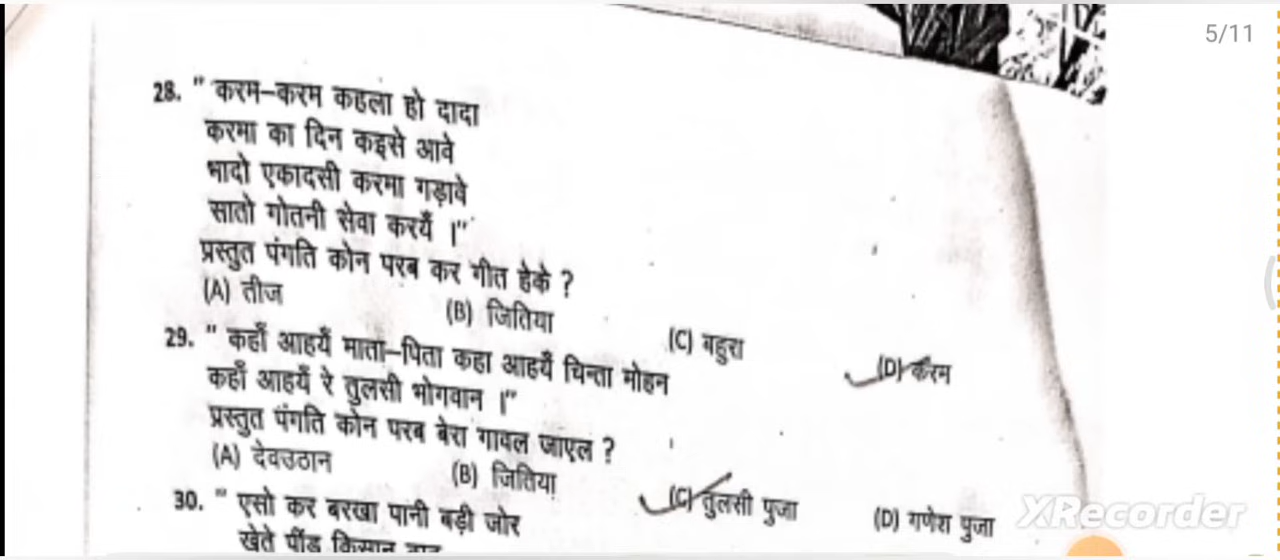 5/11
28. " करम-करम कहला हो दादा
करमा का दिन कइसे आवे
भादो एकादसी करमा गड़ावे
सातो गोतनी सेवा करयँ ।"
प्रस्तुत पंगति कोन परब कर गीत हेके ?
(A) तीज (B) जितिया (C) बहुरा (D) करम
29. " कहाँ आहयँ माता-पिता कहा आहयँ चिन्ता मोहन
कहाँ आहयँ रे तुलसी भोगवान ।"
प्रस्तुत पंगति कोन परब बेरा गावल जाएल ?
(A) देवउठान (B) जितिया (C) तुलसी पुजा (D) गणेश पुजा
30. " एसो कर बरखा पानी बड़ी जोर
खेते पींड किसान
XRecorder